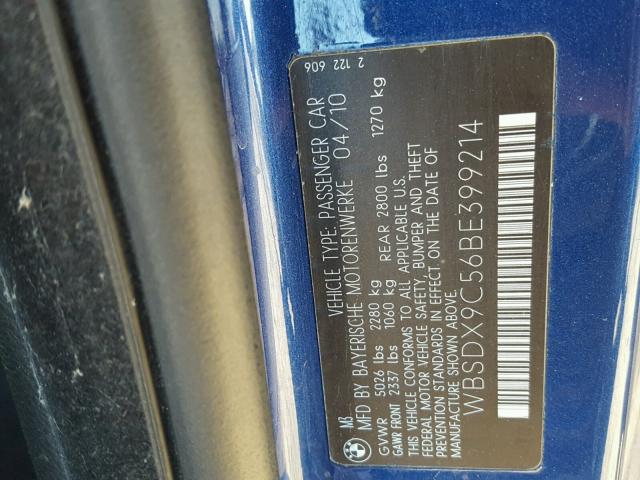 2 122 606
M3
VEHICLE TYPE: PASSENGER CAR
MFD BY BAYERISCHE MOTORENWERKE 04/10
GVWR 5026 lbs 2280 kg
GAWR FRONT 2337 lbs 1060 kg REAR 2800 lbs 1270 kg
THIS VEHICLE CONFORMS TO ALL APPLICABLE U.S.
FEDERAL MOTOR VEHICLE SAFETY, BUMPER AND THEFT
PREVENTION STANDARDS IN EFFECT ON THE DATE OF
MANUFACTURE SHOWN ABOVE.
WBSDX9C56BE399214